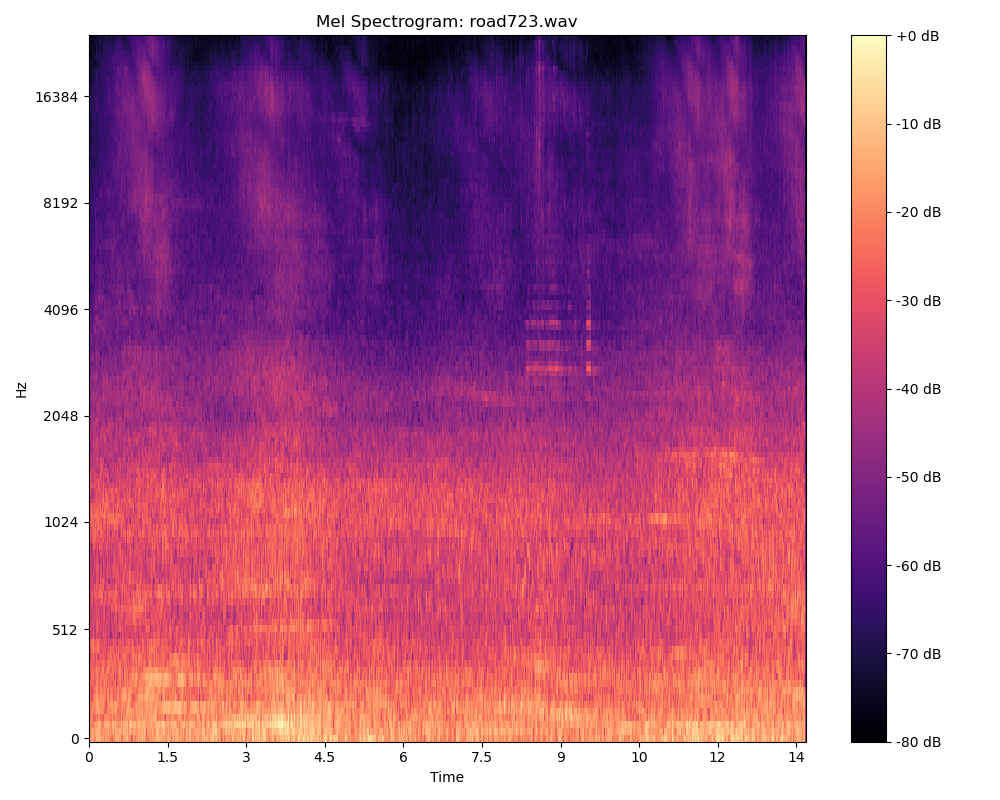 Mel Spectrogram: road723.wav
Hz
16384
8192
4096
2048
1024
512
0
0 1.5 3 4.5 6 7.5 9 10 12 14
Time
+0 dB
-10 dB
-20 dB
-30 dB
-40 dB
-50 dB
-60 dB
-70 dB
-80 dB